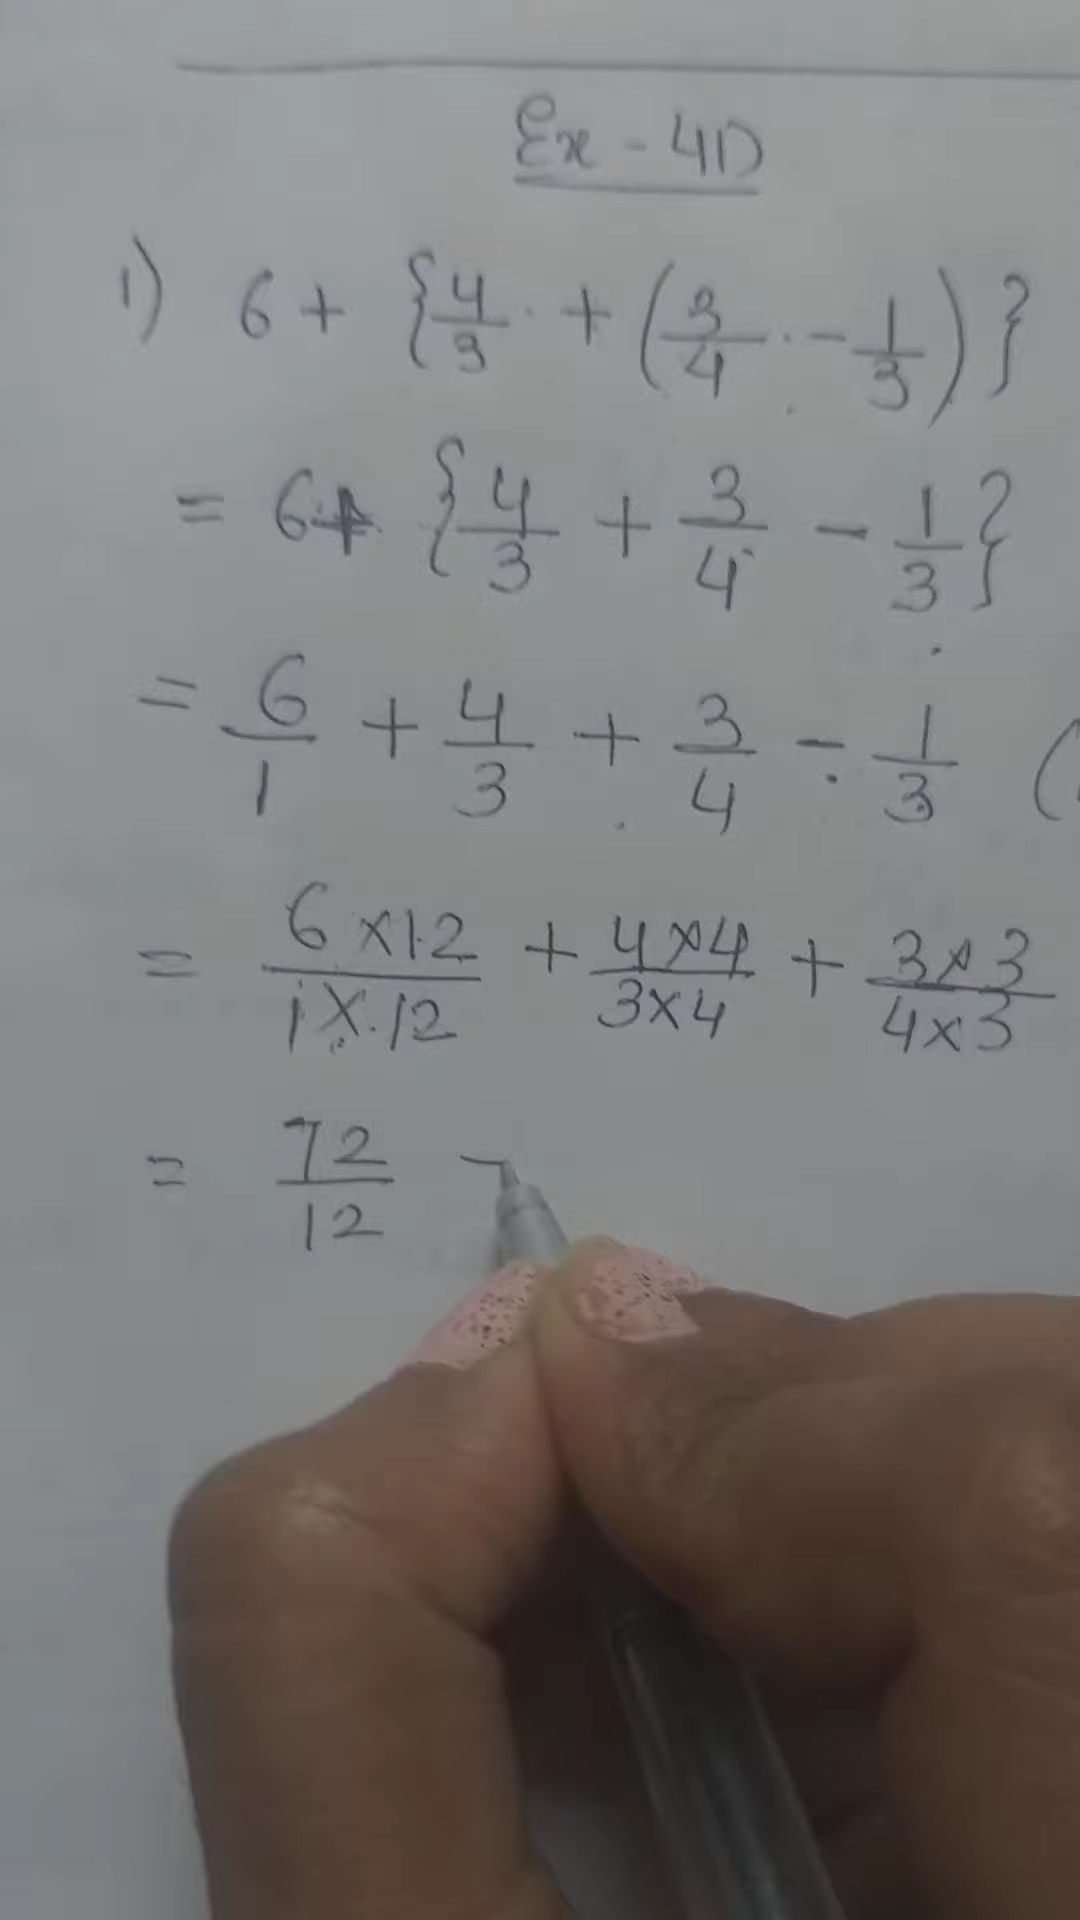 Ex - 4D
1) 6 + {4/3 + (3/4 - 1/3)}
= 6 + {4/3 + 3/4 - 1/3}
= 6/1 + 4/3 + 3/4 - 1/3 (
= 6×12/1×12 + 4×4/3×4 + 3×3/4×3
= 72/12